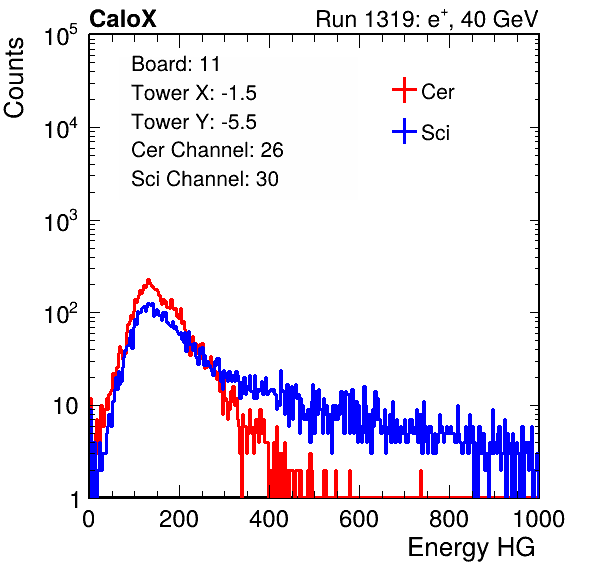 CaloX Run 1319: e⁺, 40 GeV
Counts
Board: 11
Tower X: -1.5
Tower Y: -5.5
Cer Channel: 26
Sci Channel: 30
Cer
Sci
10⁵
10⁴
10³
10²
10
1
0 200 400 600 800 1000
Energy HG